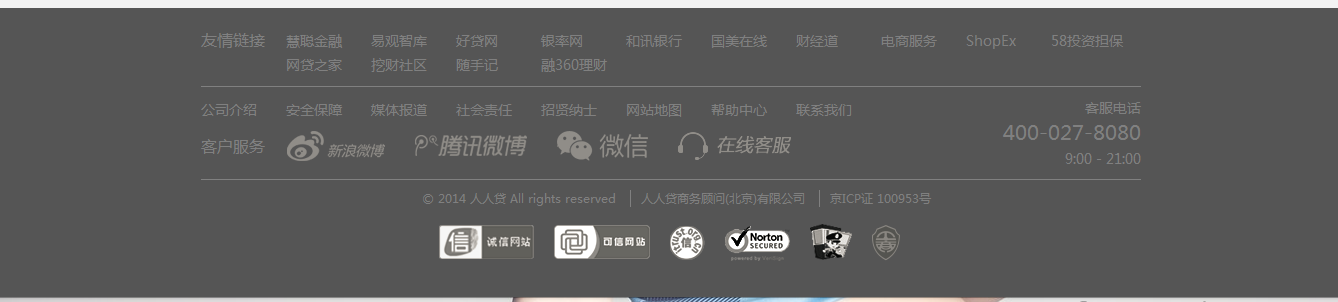 友情链接 慧聪金融 易观智库 好贷网 银率网 和讯银行 国美在线 财经道 电商服务 ShopEx 58投资担保
网贷之家 挖财社区 随手记 融360理财
公司介绍 安全保障 媒体报道 社会责任 招贤纳士 网站地图 帮助中心 联系我们 客服电话
400-027-8080
客户服务 新浪微博 腾讯微博 微信 在线客服
9:00 - 21:00
© 2014 人人贷 All rights reserved 人人贷商务顾问(北京)有限公司 京ICP证 100953号
信 诚信网站 可信网站 trust.org.cn 信 Norton
SECURED
powered by VeriSign